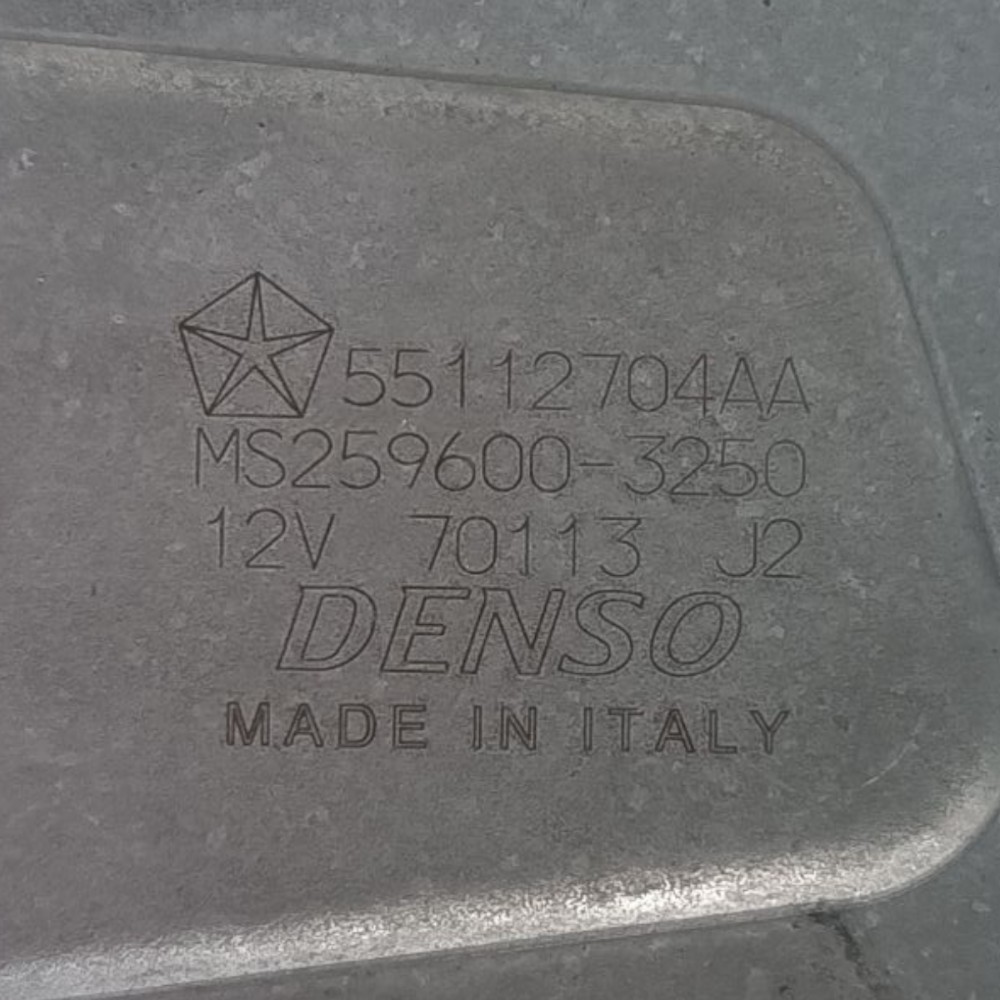 55112704AA
MS259600-3250
12V 70113 J2
DENSO
MADE IN ITALY